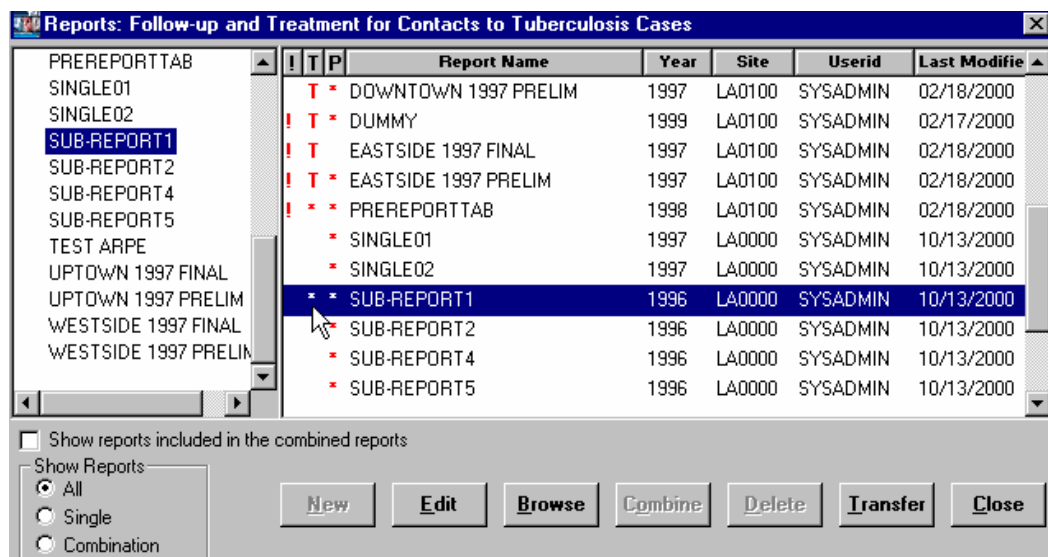 Reports: Follow-up and Treatment for Contacts to Tuberculosis Cases
PREREPORTTAB
SINGLE01
SINGLE02
SUB-REPORT1
SUB-REPORT2
SUB-REPORT4
SUB-REPORT5
TEST ARPE
UPTOWN 1997 FINAL
UPTOWN 1997 PRELIM
WESTSIDE 1997 FINAL
WESTSIDE 1997 PRELIM
! T P Report Name Year Site Userid Last Modifie
T * DOWNTOWN 1997 PRELIM 1997 LA0100 SYSADMIN 02/18/2000
! T * DUMMY 1999 LA0100 SYSADMIN 02/17/2000
! T EASTSIDE 1997 FINAL 1997 LA0100 SYSADMIN 02/18/2000
! T * EASTSIDE 1997 PRELIM 1997 LA0100 SYSADMIN 02/18/2000
! * * PREREPORTTAB 1998 LA0100 SYSADMIN 02/18/2000
* SINGLE01 1997 LA0000 SYSADMIN 10/13/2000
* SINGLE02 1997 LA0000 SYSADMIN 10/13/2000
* * SUB-REPORT1 1996 LA0000 SYSADMIN 10/13/2000
* SUB-REPORT2 1996 LA0000 SYSADMIN 10/13/2000
* SUB-REPORT4 1996 LA0000 SYSADMIN 10/13/2000
* SUB-REPORT5 1996 LA0000 SYSADMIN 10/13/2000
Show reports included in the combined reports
Show Reports
All
Single
Combination
New Edit Browse Combine Delete Transfer Close